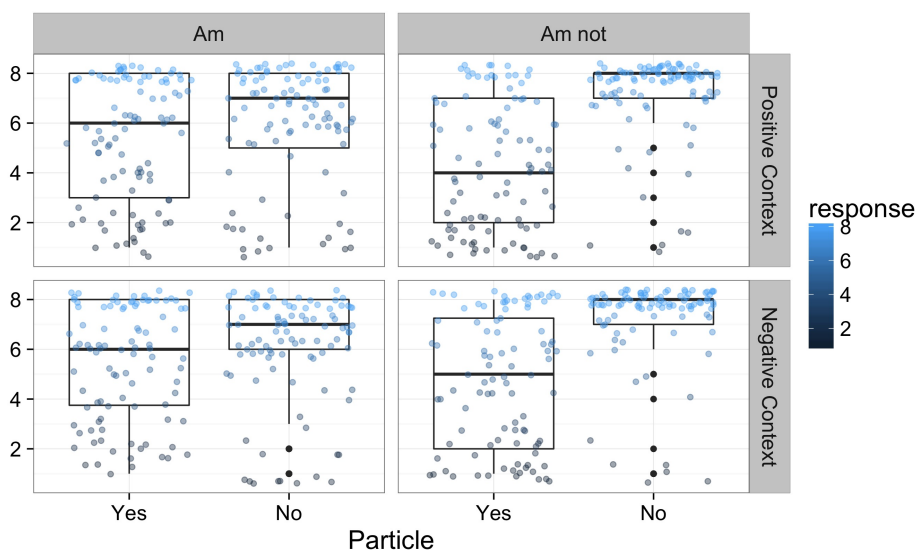 Am
Am not
8
6
4
2
Positive Context
8
6
4
2
Negative Context
Yes
No
Yes
No
Particle
response
8
6
4
2